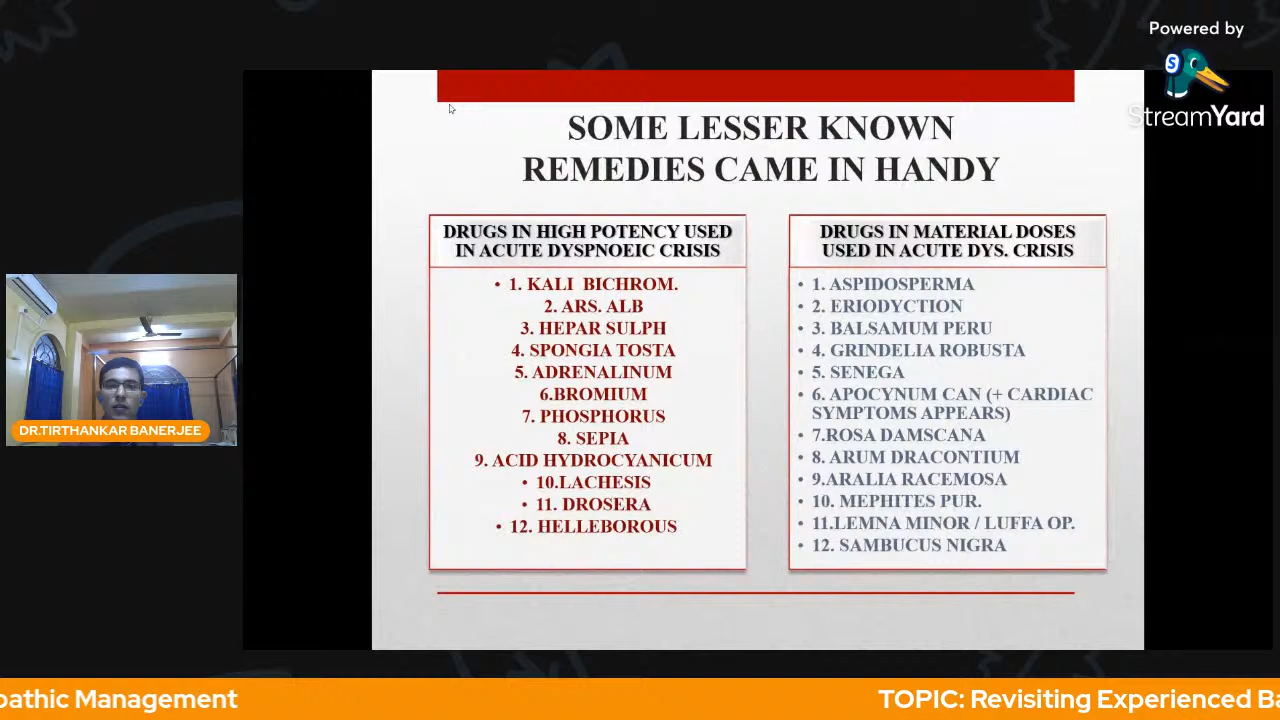 Powered by
StreamYard
SOME LESSER KNOWN
REMEDIES CAME IN HANDY
DRUGS IN HIGH POTENCY USED
IN ACUTE DYSPNOEIC CRISIS
• 1. KALI BICHROM.
2. ARS. ALB
3. HEPAR SULPH
4. SPONGIA TOSTA
5. ADRENALINUM
6.BROMIUM
7. PHOSPHORUS
8. SEPIA
9. ACID HYDROCYANICUM
• 10.LACHESIS
• 11. DROSERA
• 12. HELLEBOROUS
DRUGS IN MATERIAL DOSES
USED IN ACUTE DYS. CRISIS
• 1. ASPIDOSPERMA
• 2. ERIODYCTION
• 3. BALSAMUM PERU
• 4. GRINDELIA ROBUSTA
• 5. SENEGA
• 6. APOCYNUM CAN (+ CARDIAC
SYMPTOMS APPEARS)
• 7.ROSA DAMSCANA
• 8. ARUM DRACONTIUM
• 9.ARALIA RACEMOSA
• 10. MEPHITES PUR.
• 11.LEMNA MINOR / LUFFA OP.
• 12. SAMBUCUS NIGRA
DR.TIRTHANKAR BANERJEE
pathic Management
TOPIC: Revisiting Experienced Ba